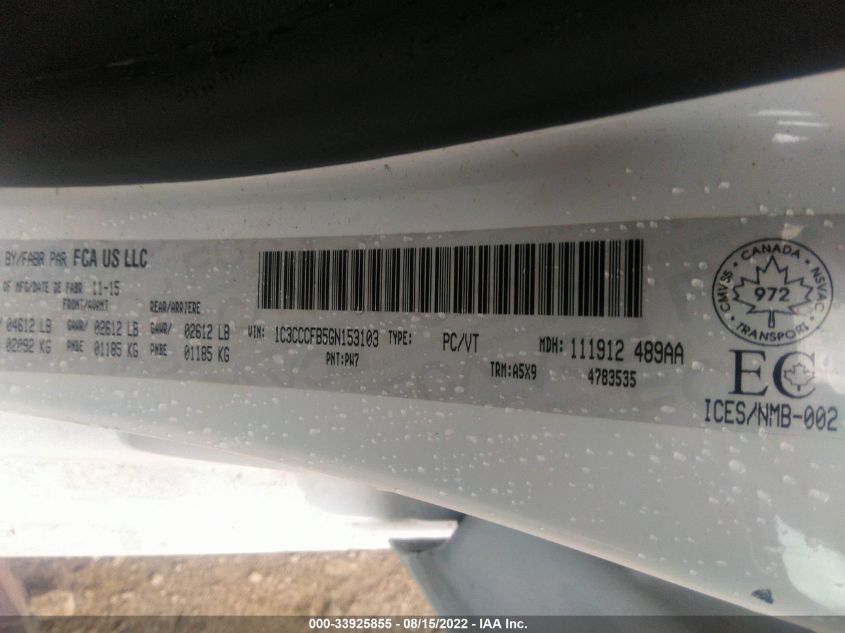 BY/FABR PAR FCA US LLC
OF MFG/DATE DE FABR 11-15
FRONT/AVANT REAR/ARRIERE
04612 LB GAWR/ 02612 LB GAWR/ 02612 LB
02092 KG PNBE 01185 KG PNBE 01185 KG
VIN: 1C3CCCFB5GN153103 TYPE: PC/VT MDH: 111912 489AA
PNT:PW7 TRM:A5X9 4783535
CANADA
CMVSS 972 NSVAC
TRANSPORT
EC
ICES/NMB-002
000-33925855 - 08/15/2022 - IAA Inc.